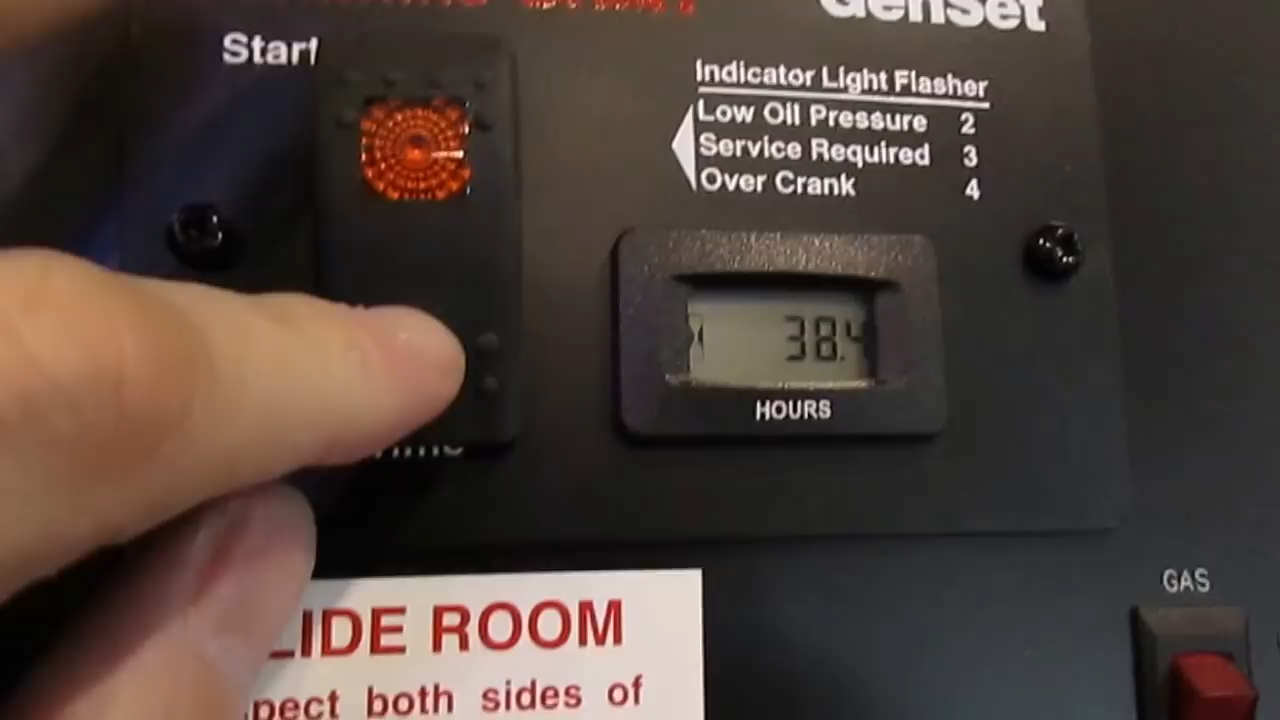 GenSet
Start
Indicator Light Flasher
Low Oil Pressure 2
Service Required 3
Over Crank 4
38.4
HOURS
GAS
LIDE ROOM
pect both sides of